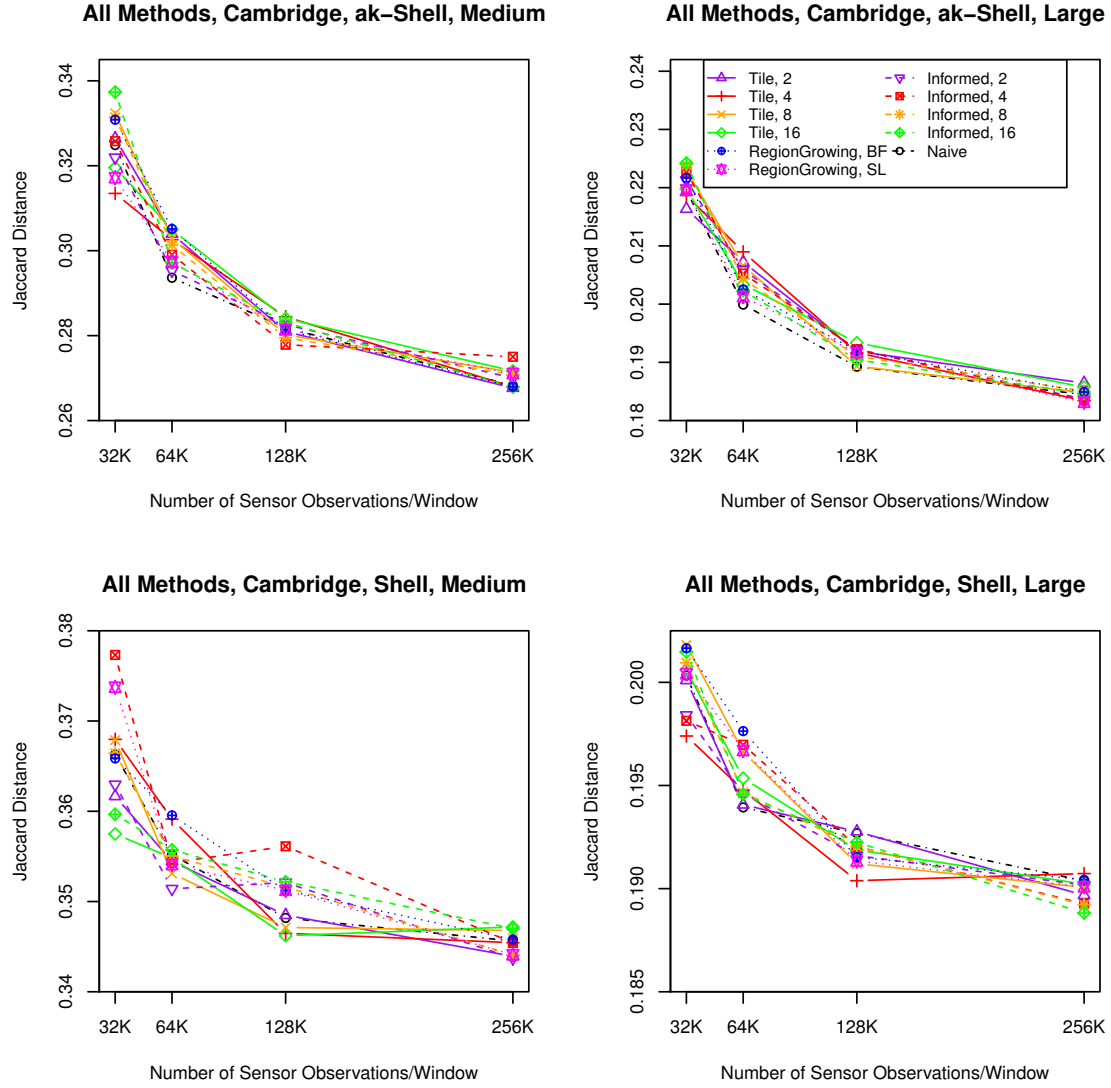 All Methods, Cambridge, ak−Shell, Medium
Jaccard Distance
0.34
0.32
0.30
0.28
0.26
32K 64K 128K 256K
Number of Sensor Observations/Window
All Methods, Cambridge, ak−Shell, Large
Jaccard Distance
0.24
0.23
0.22
0.21
0.20
0.19
0.18
Tile, 2
Tile, 4
Tile, 8
Tile, 16
RegionGrowing, BF
RegionGrowing, SL
Informed, 2
Informed, 4
Informed, 8
Informed, 16
Naive
32K 64K 128K 256K
Number of Sensor Observations/Window
All Methods, Cambridge, Shell, Medium
Jaccard Distance
0.38
0.37
0.36
0.35
0.34
32K 64K 128K 256K
Number of Sensor Observations/Window
All Methods, Cambridge, Shell, Large
Jaccard Distance
0.200
0.195
0.190
0.185
32K 64K 128K 256K
Number of Sensor Observations/Window